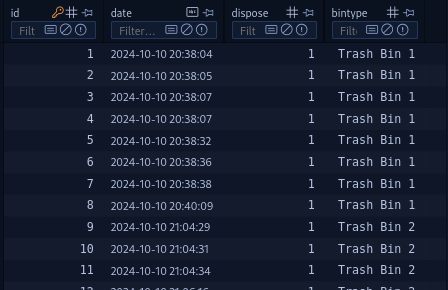 id date dispose bintype
Filt Filter... Filt Filt
1 2024-10-10 20:38:04 1 Trash Bin 1
2 2024-10-10 20:38:05 1 Trash Bin 1
3 2024-10-10 20:38:07 1 Trash Bin 1
4 2024-10-10 20:38:07 1 Trash Bin 1
5 2024-10-10 20:38:32 1 Trash Bin 1
6 2024-10-10 20:38:36 1 Trash Bin 1
7 2024-10-10 20:38:38 1 Trash Bin 1
8 2024-10-10 20:40:09 1 Trash Bin 1
9 2024-10-10 21:04:29 1 Trash Bin 2
10 2024-10-10 21:04:31 1 Trash Bin 2
11 2024-10-10 21:04:34 1 Trash Bin 2